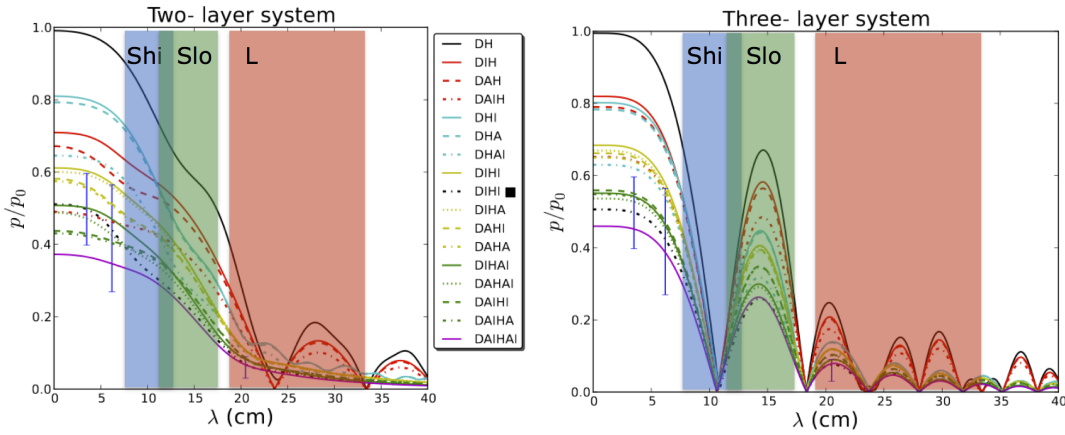 Two- layer system
1.0
0.8
0.6
0.4
0.2
0.0
p/p₀
Shi
Slo
L
0
5
10
15
20
25
30
35
40
λ (cm)
DH
DIH
DAH
DAIH
DHI
DHA
DHAI
DIHI
DIHI ■
DIHA
DAHI
DAHA
DIHAI
DAHAI
DAIHI
DAIHA
DAIHAI
Three- layer system
1.0
0.8
0.6
0.4
0.2
0.0
p/p₀
Shi
Slo
L
0
5
10
15
20
25
30
35
40
λ (cm)